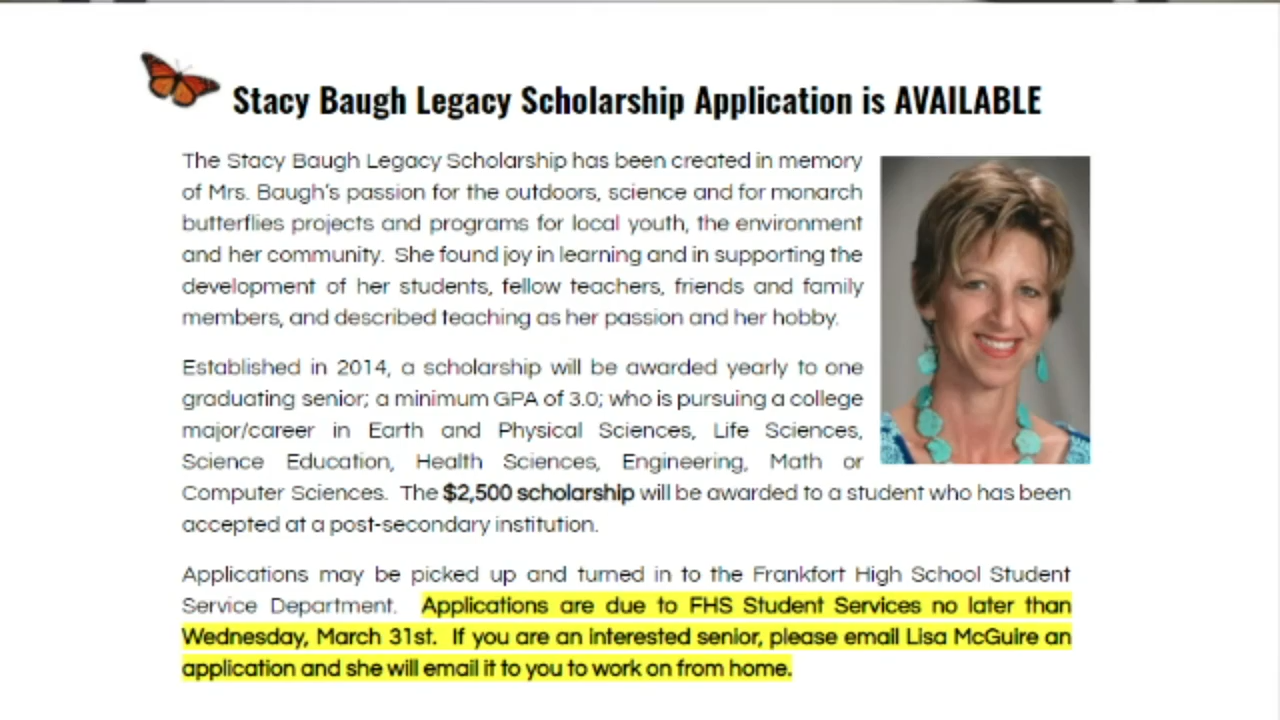 Stacy Baugh Legacy Scholarship Application is AVAILABLE
The Stacy Baugh Legacy Scholarship has been created in memory
of Mrs. Baugh's passion for the outdoors, science and for monarch
butterflies projects and programs for local youth, the environment
and her community. She found joy in learning and in supporting the
development of her students, fellow teachers, friends and family
members, and described teaching as her passion and her hobby.
Established in 2014, a scholarship will be awarded yearly to one
graduating senior; a minimum GPA of 3.0; who is pursuing a college
major/career in Earth and Physical Sciences, Life Sciences,
Science Education, Health Sciences, Engineering, Math or
Computer Sciences. The $2,500 scholarship will be awarded to a student who has been
accepted at a post-secondary institution.
Applications may be picked up and turned in to the Frankfort High School Student
Service Department. Applications are due to FHS Student Services no later than
Wednesday, March 31st. If you are an interested senior, please email Lisa McGuire an
application and she will email it to you to work on from home.